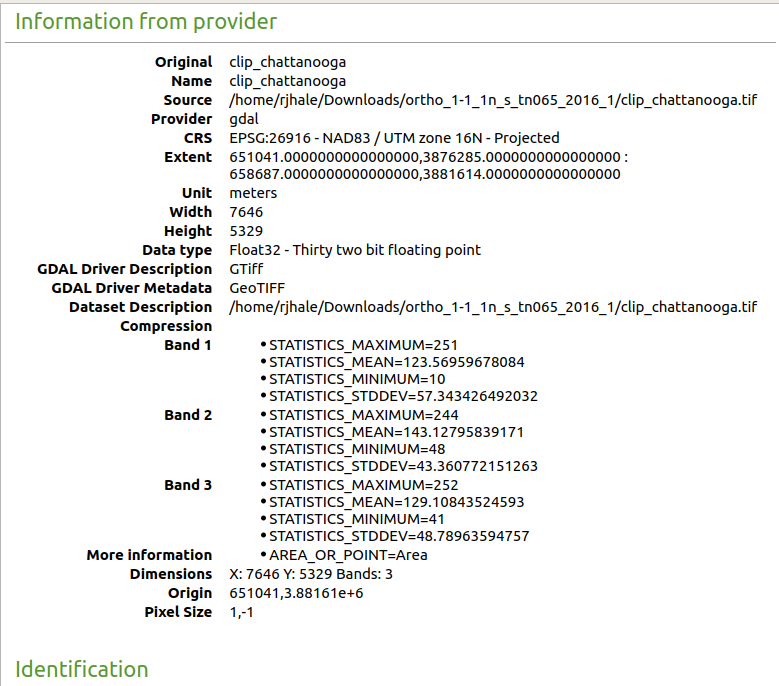 Information from provider
Original clip_chattanooga
Name clip_chattanooga
Source /home/rjhale/Downloads/ortho_1-1_1n_s_tn065_2016_1/clip_chattanooga.tif
Provider gdal
CRS EPSG:26916 - NAD83 / UTM zone 16N - Projected
Extent 651041.0000000000000000,3876285.0000000000000000 :
658687.0000000000000000,3881614.0000000000000000
Unit meters
Width 7646
Height 5329
Data type Float32 - Thirty two bit floating point
GDAL Driver Description GTiff
GDAL Driver Metadata GeoTIFF
Dataset Description /home/rjhale/Downloads/ortho_1-1_1n_s_tn065_2016_1/clip_chattanooga.tif
Compression
Band 1 • STATISTICS_MAXIMUM=251
• STATISTICS_MEAN=123.56959678084
• STATISTICS_MINIMUM=10
• STATISTICS_STDDEV=57.343426492032
Band 2 • STATISTICS_MAXIMUM=244
• STATISTICS_MEAN=143.12795839171
• STATISTICS_MINIMUM=48
• STATISTICS_STDDEV=43.360772151263
Band 3 • STATISTICS_MAXIMUM=252
• STATISTICS_MEAN=129.10843524593
• STATISTICS_MINIMUM=41
• STATISTICS_STDDEV=48.78963594757
More information • AREA_OR_POINT=Area
Dimensions X: 7646 Y: 5329 Bands: 3
Origin 651041,3.88161e+6
Pixel Size 1,-1
Identification